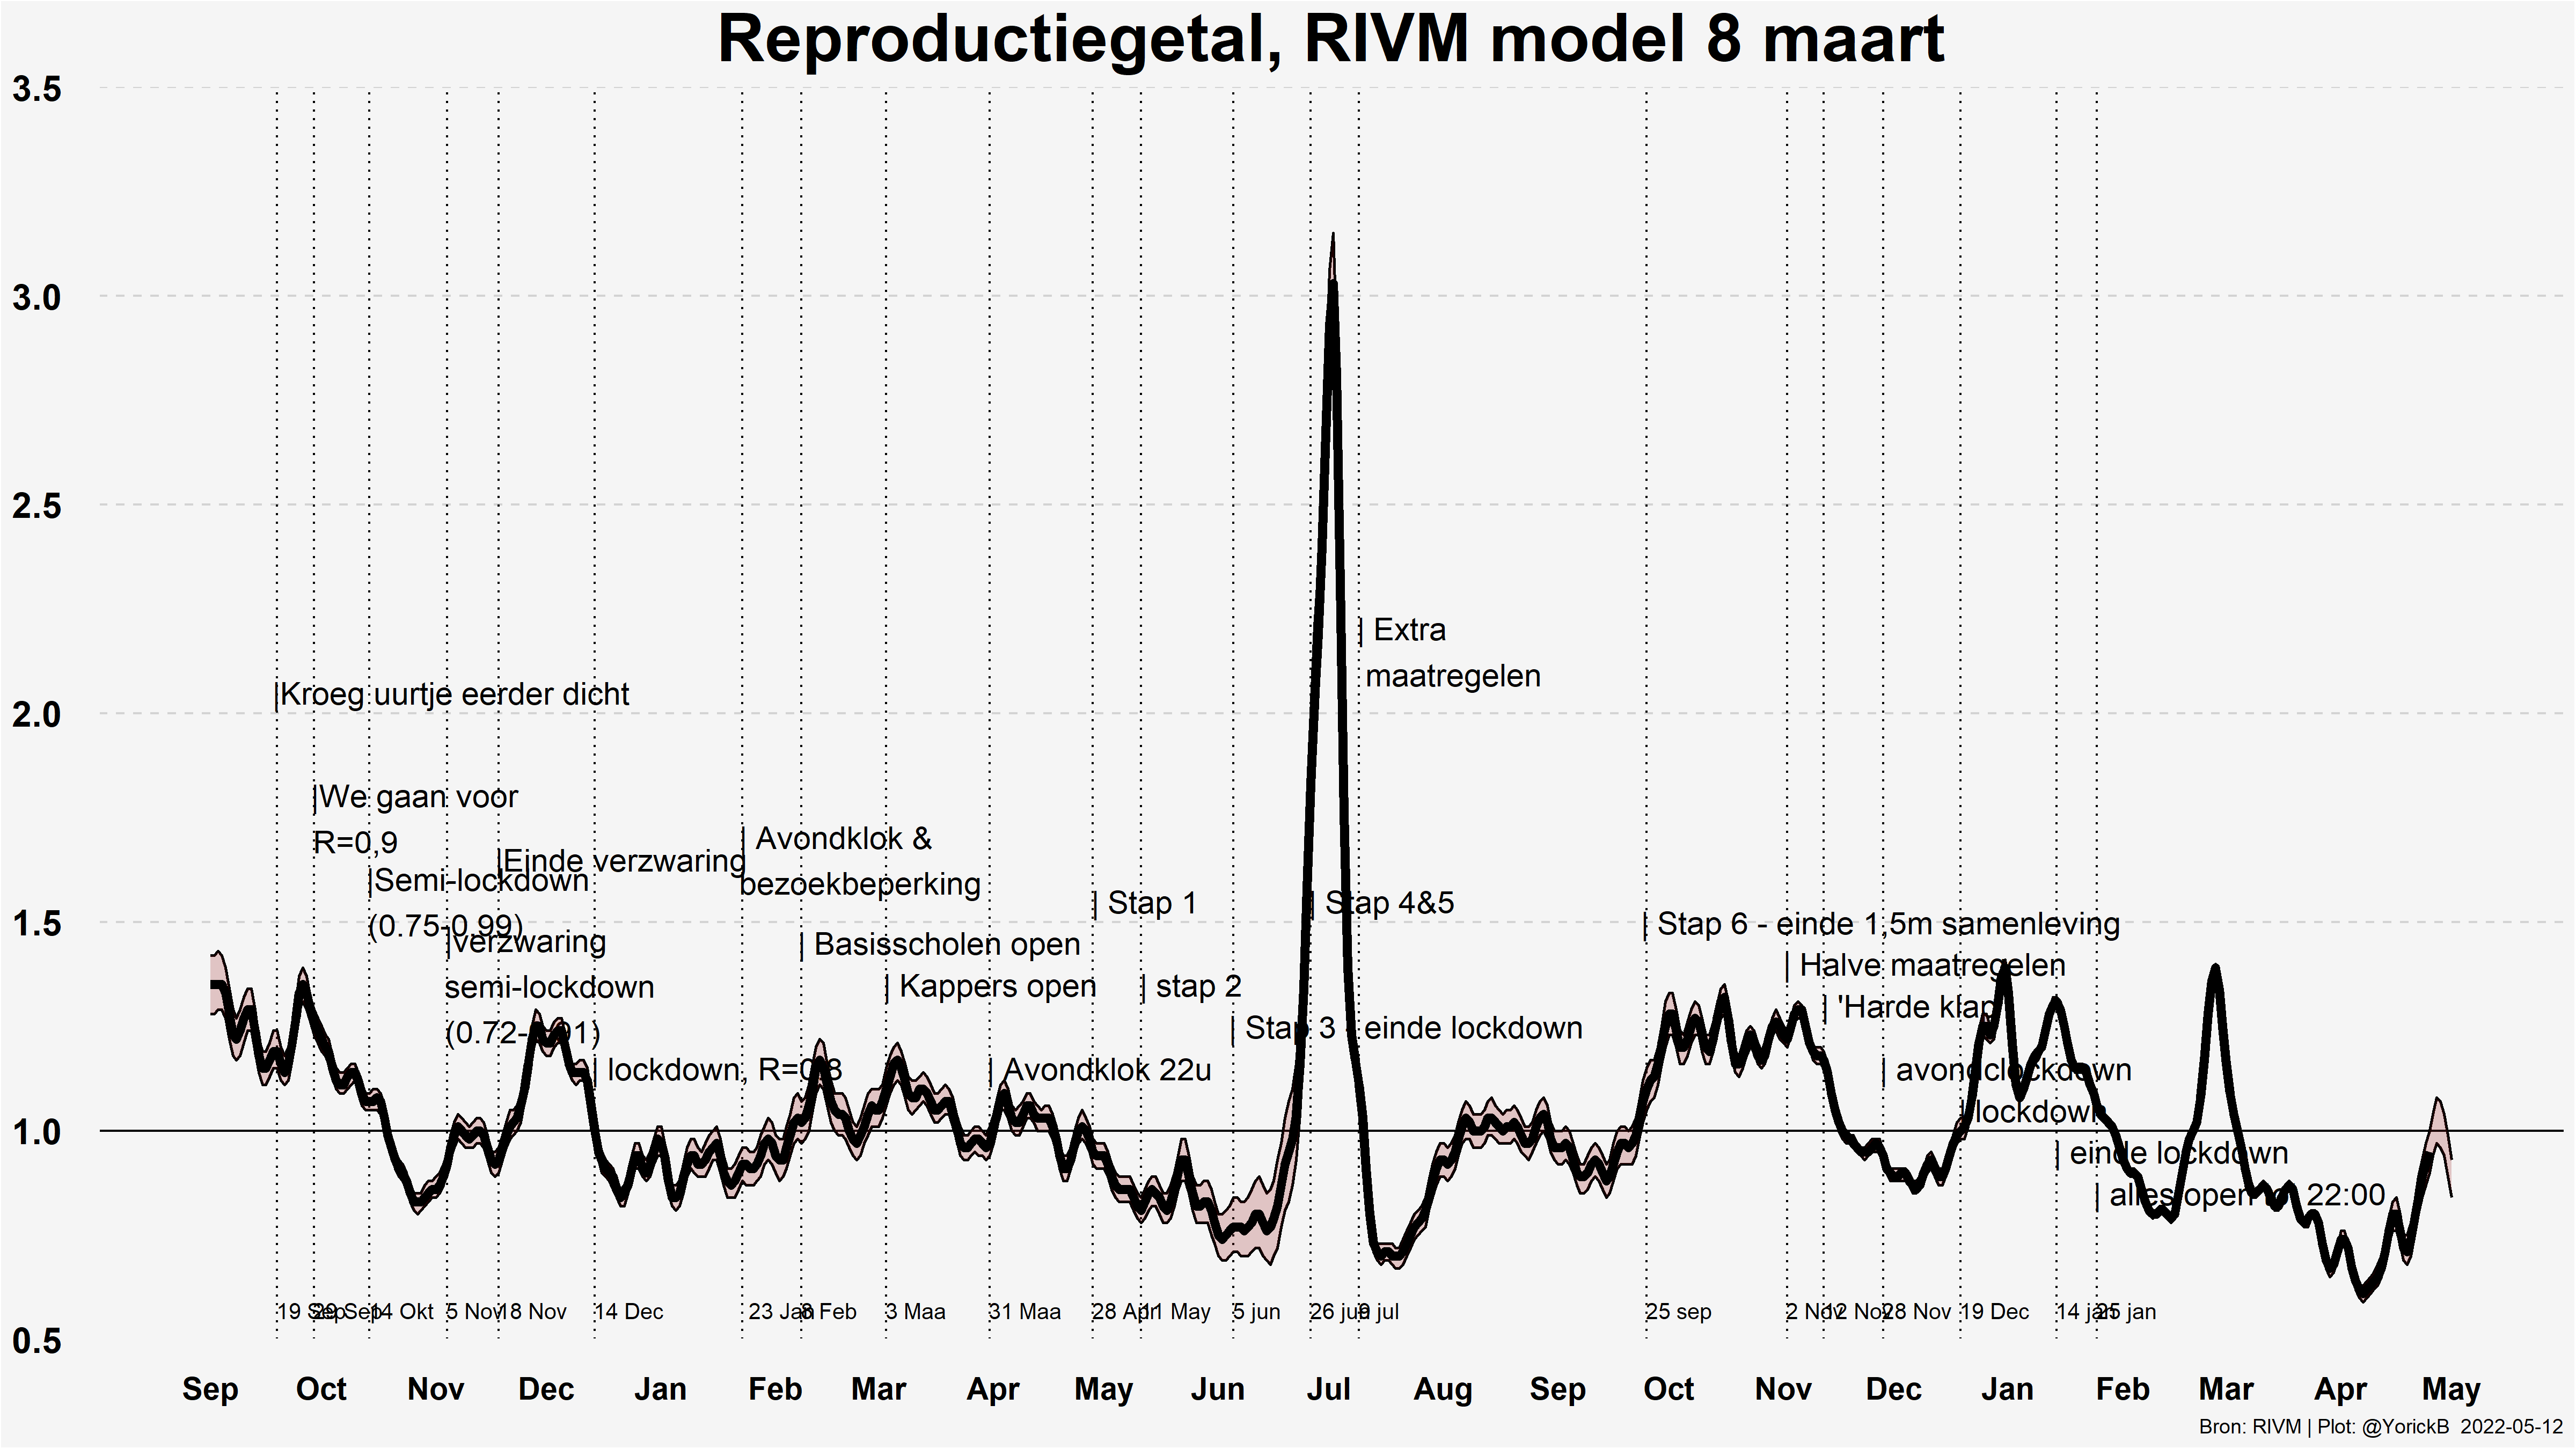 Reproductiegetal, RIVM model 8 maart
3.5
3.0
2.5
2.0
1.5
1.0
0.5
|Kroeg uurtje eerder dicht
|We gaan voor
R=0,9
|Semi-lockdown
(0.75-0.99)
|verzwaring
semi-lockdown
(0.72-0.91)
|Einde verzwaring
| lockdown, R=0,8
| Avondklok &
bezoekbeperking
| Basisscholen open
| Kappers open
| Avondklok 22u
| Stap 1
| stap 2
| Stap 3 - einde lockdown
| Stap 4&5
| Extra
maatregelen
| Stap 6 - einde 1,5m samenleving
| Halve maatregelen
| 'Harde klap'
| avondclockdown
| lockdown
| einde lockdown
| alles open tot 22:00
19 Sep
29 Sep
14 Okt
5 Nov
18 Nov
14 Dec
23 Jan
8 Feb
3 Maa
31 Maa
28 Apr
11 May
5 jun
26 jun
9 jul
25 sep
2 Nov
12 Nov
28 Nov
19 Dec
14 jan
25 jan
Sep Oct Nov Dec Jan Feb Mar Apr May Jun Jul Aug Sep Oct Nov Dec Jan Feb Mar Apr May
Bron: RIVM | Plot: @YorickB 2022-05-12